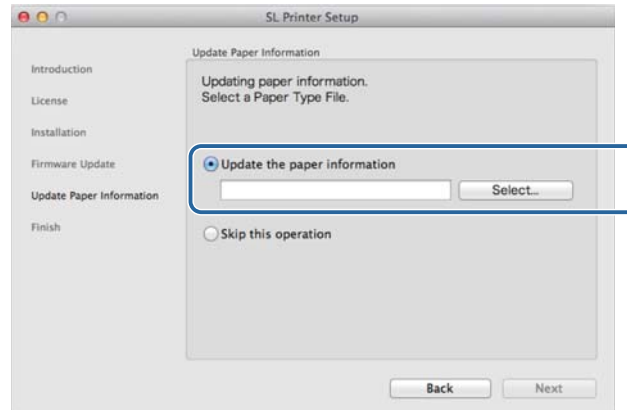 SL Printer Setup
Introduction
License
Installation
Firmware Update
Update Paper Information
Finish
Update Paper Information
Updating paper information.
Select a Paper Type File.
Update the paper information
Select...
Skip this operation
Back
Next